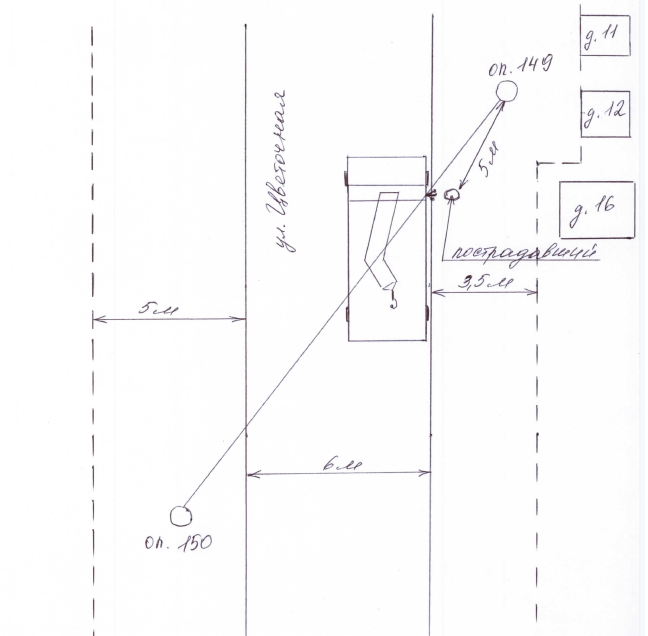 д. 11
оп. 149
д. 12
ул. Цветочная
5м
д. 16
пострадавший
3,5м
5м
6м
оп. 150